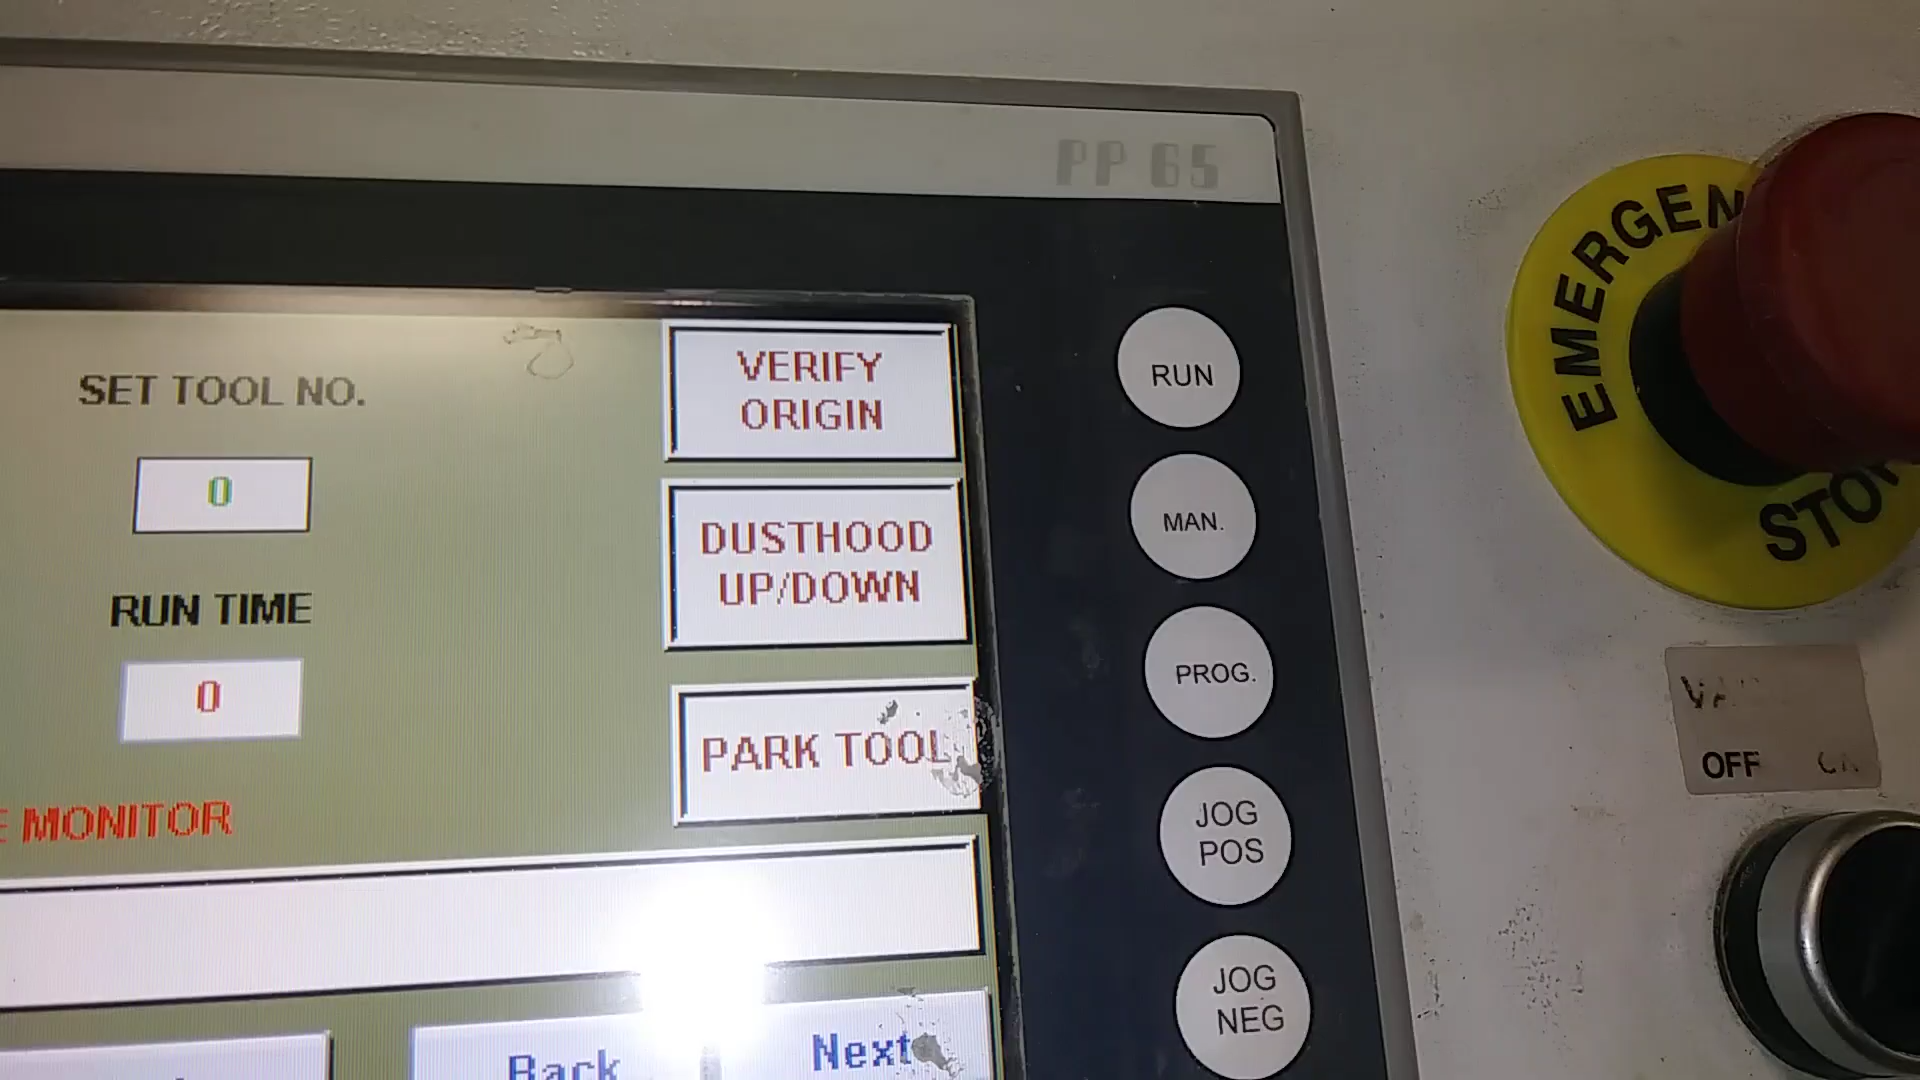 PP 65
SET TOOL NO.
0
RUN TIME
0
MONITOR
VERIFY
ORIGIN
DUSTHOOD
UP/DOWN
PARK TOOL
Back
Next
RUN
MAN.
PROG.
JOG
POS
JOG
NEG
EMERGEN
STOP
OFF